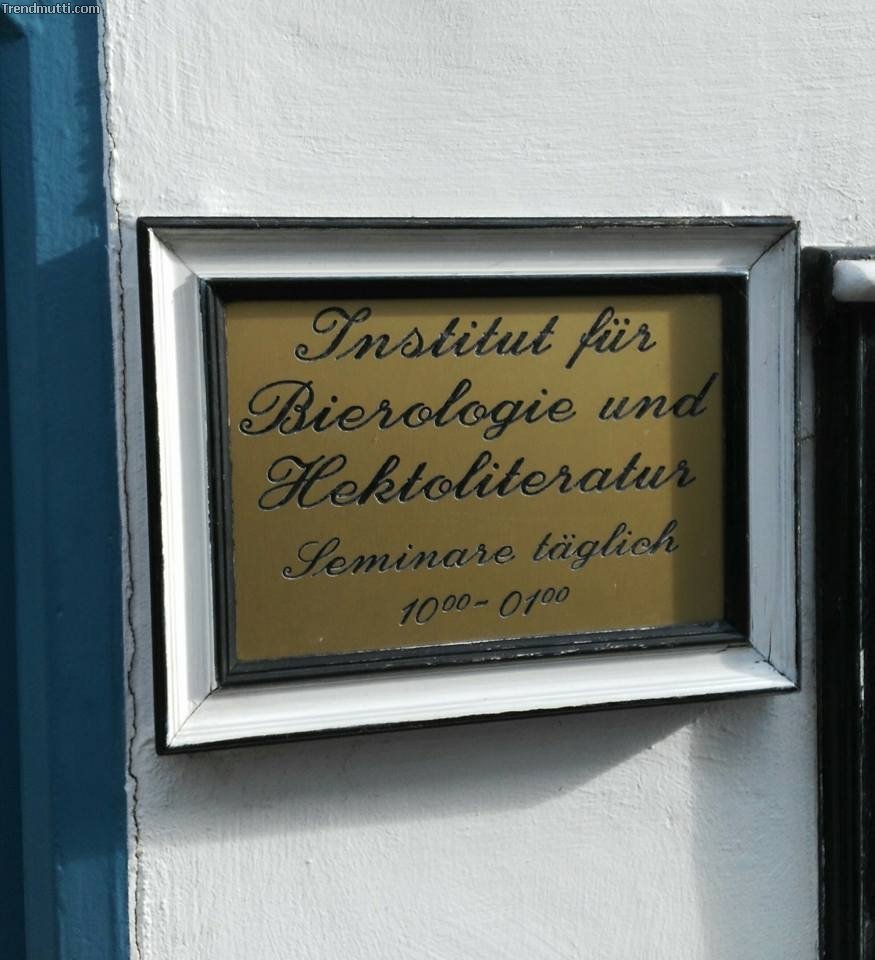 Trendmutti.com
Institut für
Bierologie und
Hektoliteratur
Seminare täglich
10⁰⁰- 01⁰⁰